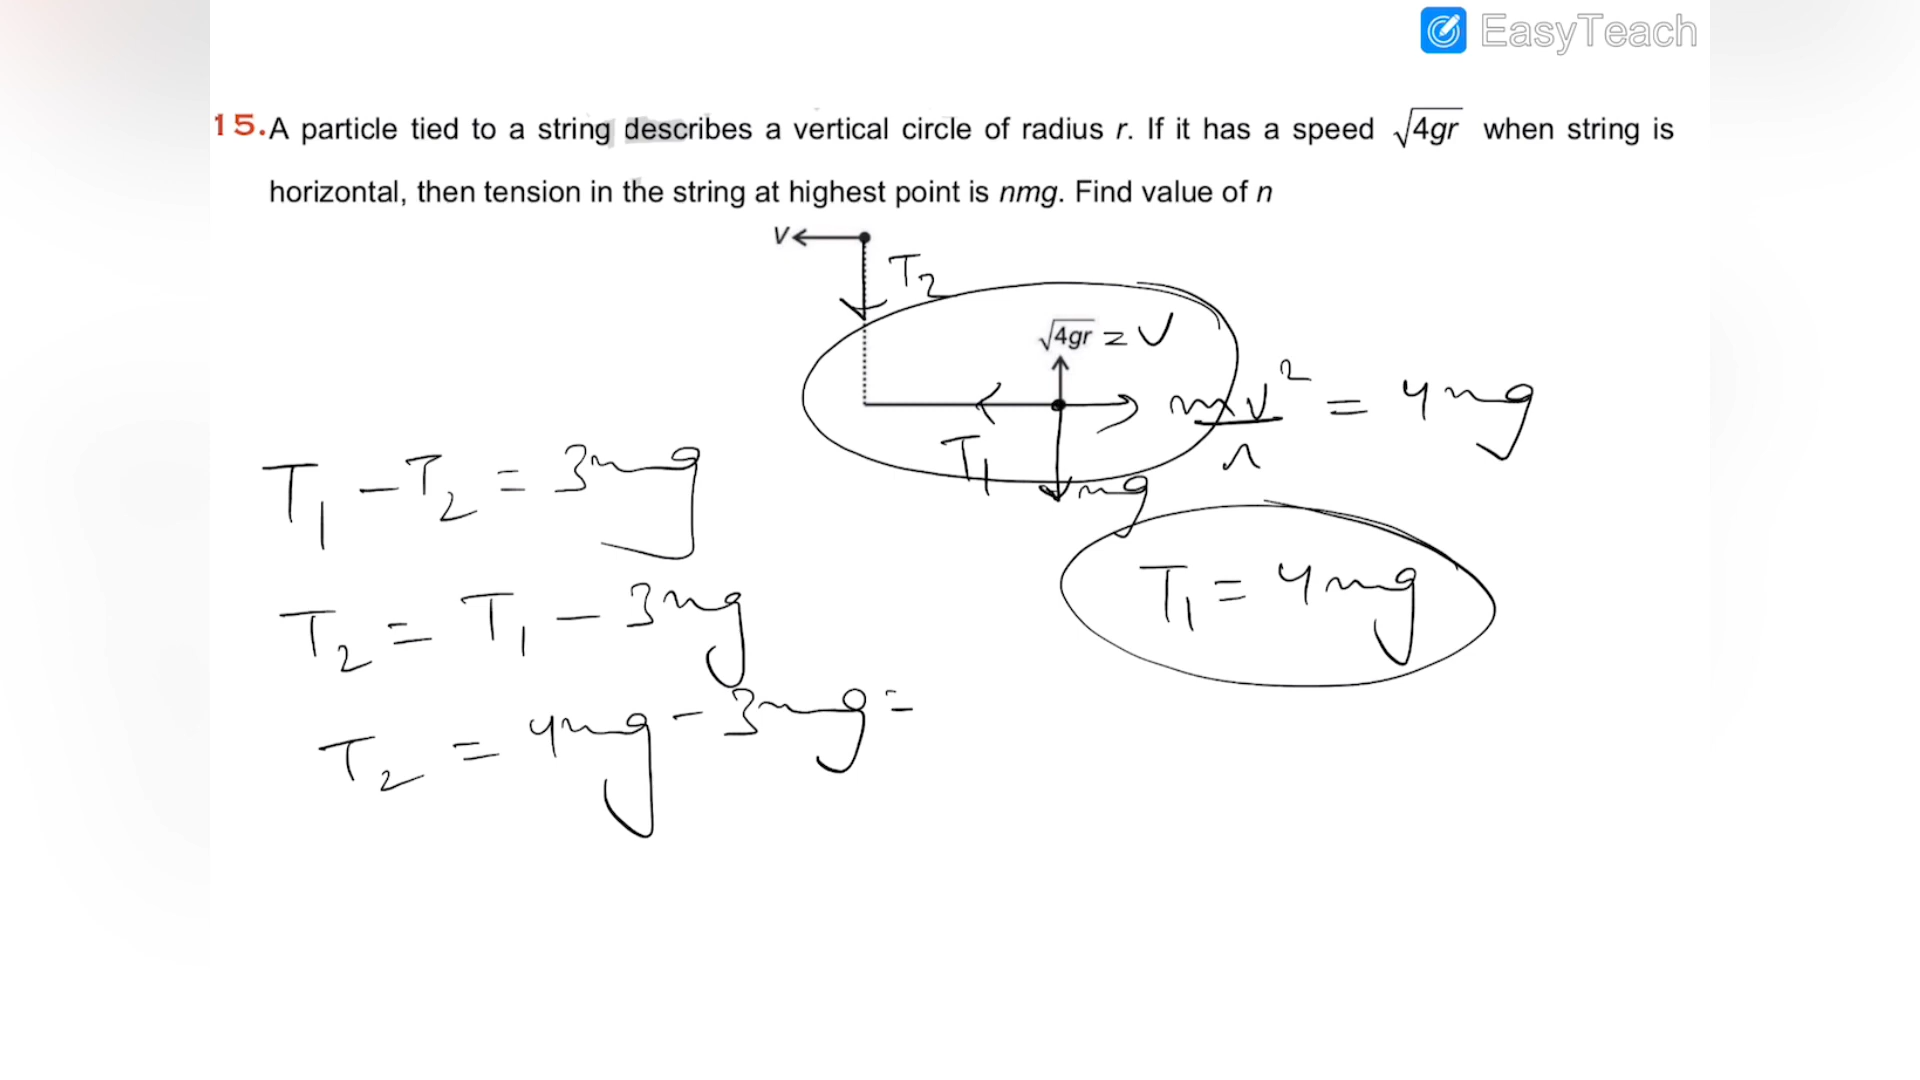 EasyTeach
15. A particle tied to a string describes a vertical circle of radius r. If it has a speed √4gr when string is
horizontal, then tension in the string at highest point is nmg. Find value of n
V
T₂
√4gr = V
mv²/r = 4mg
T₁
mg
T₁ - T₂ = 3mg
T₁ = 4mg
T₂ = T₁ - 3mg
T₂ = 4mg - 3mg =